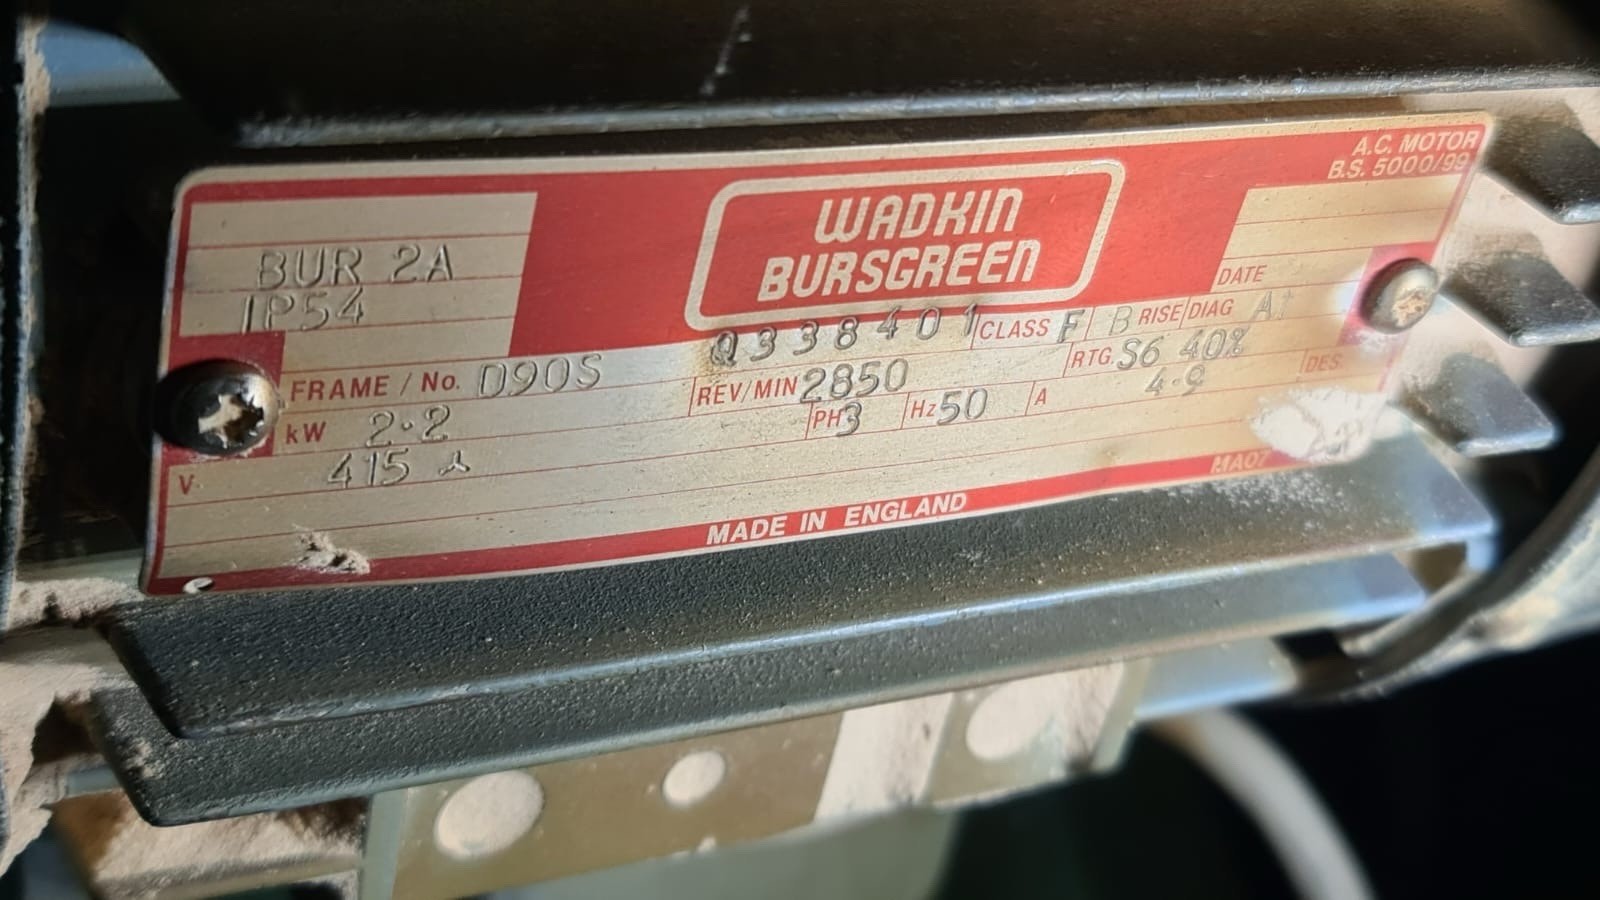 A.C. MOTOR
B.S. 5000/99
WADKIN
BURSGREEN
BUR 2A
IP54
DATE
FRAME / No. D90S Q338401 CLASS F B RISE DIAG A1
kW 2·2 REV/MIN 2850 RTG S6 40%
V 415 PH 3 Hz 50 A 4·9 DES
MA07
MADE IN ENGLAND